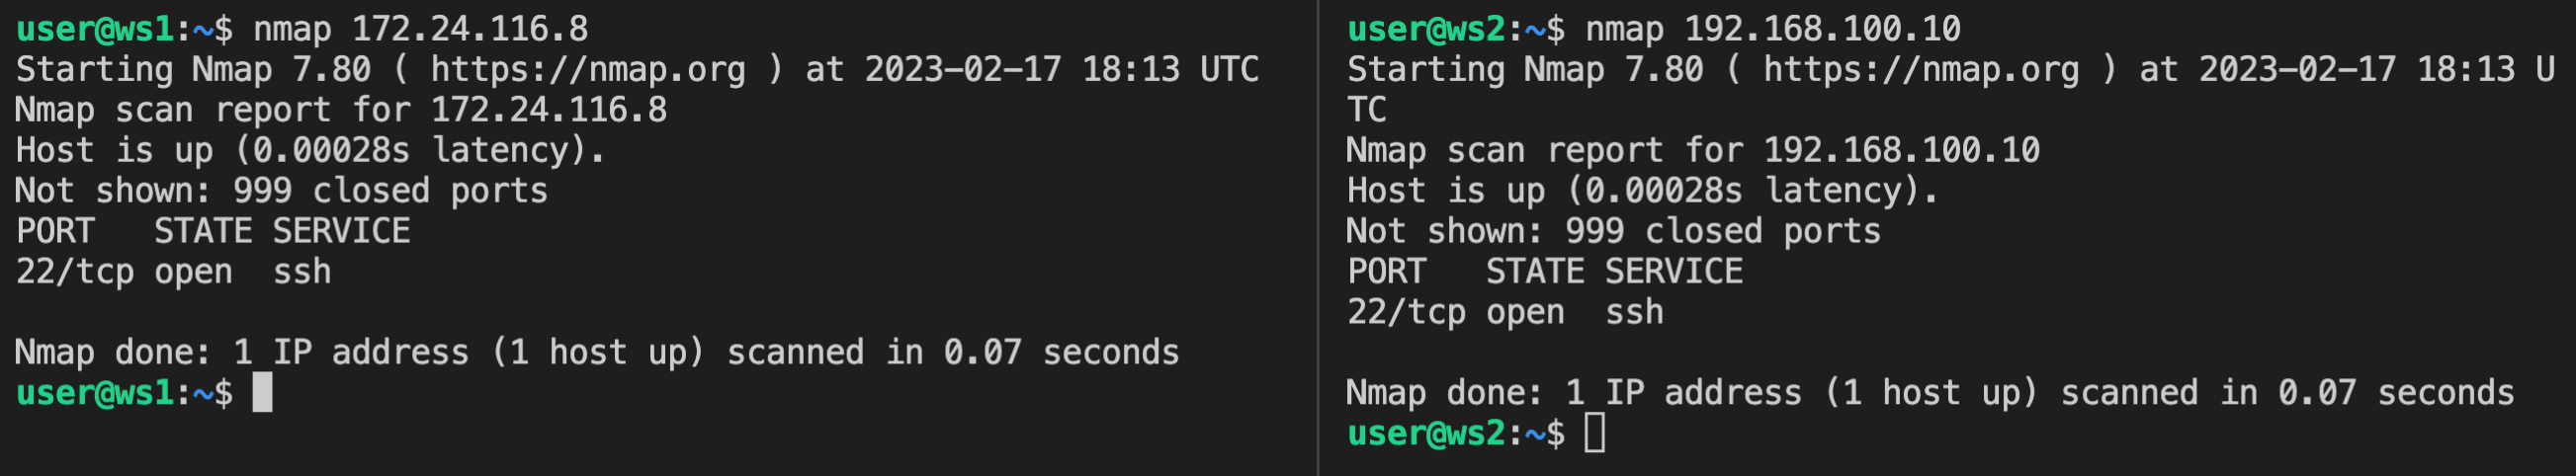 user@ws1:~$ nmap 172.24.116.8
Starting Nmap 7.80 ( https://nmap.org ) at 2023-02-17 18:13 UTC
Nmap scan report for 172.24.116.8
Host is up (0.00028s latency).
Not shown: 999 closed ports
PORT   STATE SERVICE
22/tcp open  ssh

Nmap done: 1 IP address (1 host up) scanned in 0.07 seconds
user@ws1:~$
user@ws2:~$ nmap 192.168.100.10
Starting Nmap 7.80 ( https://nmap.org ) at 2023-02-17 18:13 U
TC
Nmap scan report for 192.168.100.10
Host is up (0.00028s latency).
Not shown: 999 closed ports
PORT   STATE SERVICE
22/tcp open  ssh

Nmap done: 1 IP address (1 host up) scanned in 0.07 seconds
user@ws2:~$